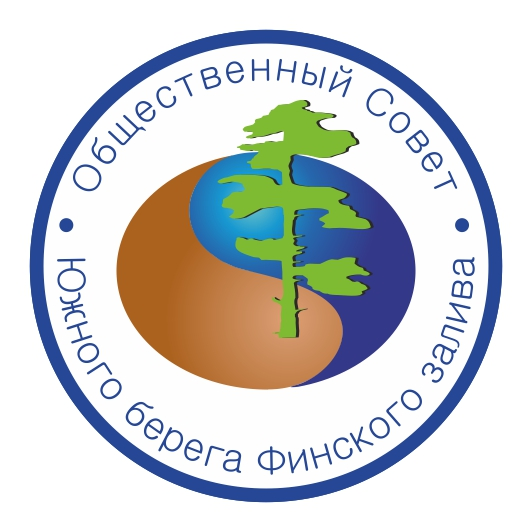 Общественный Совет
Южного берега Финского залива